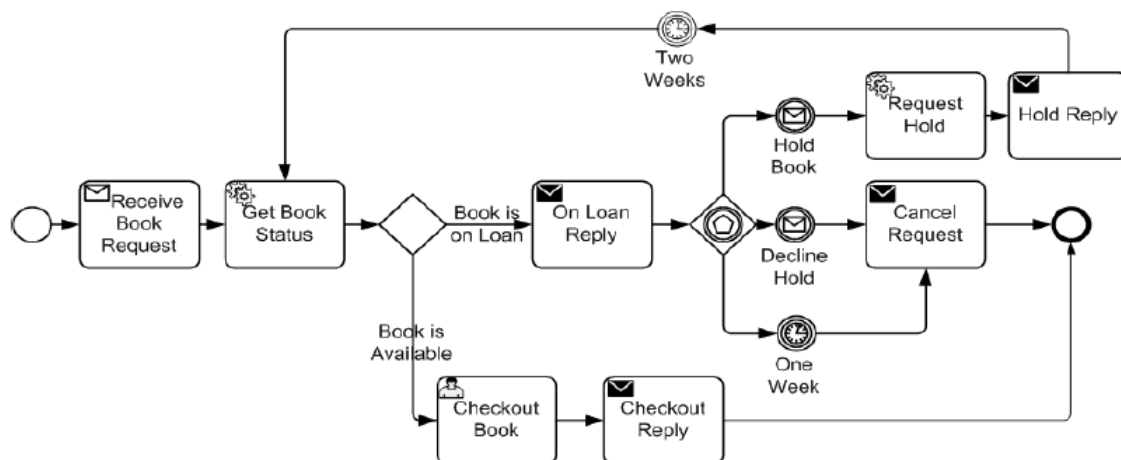 Two
Weeks
Request
Hold
Hold Reply
Hold
Book
Receive
Book
Request
Get Book
Status
Book is
on Loan
On Loan
Reply
Decline
Hold
Cancel
Request
Book is
Available
One
Week
Checkout
Book
Checkout
Reply